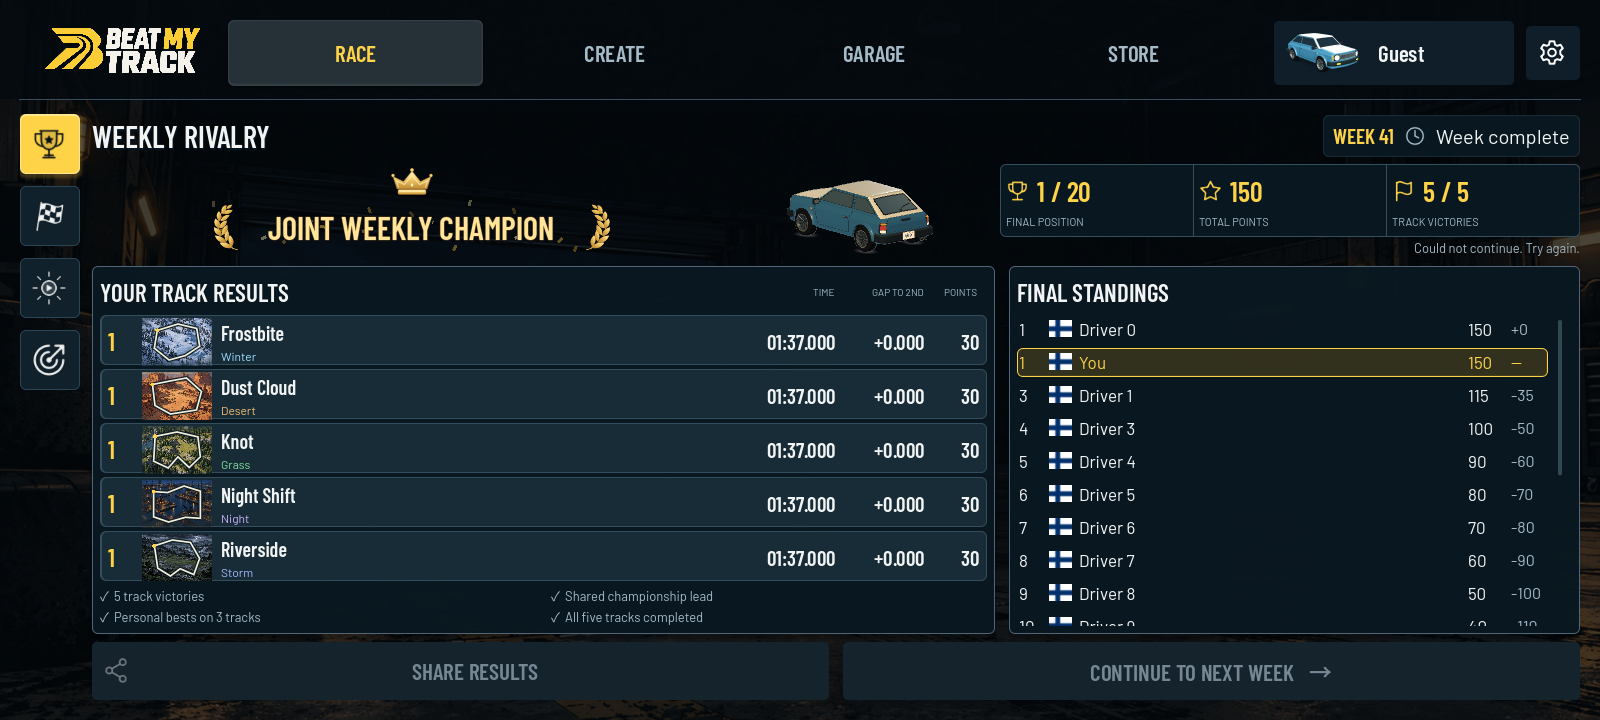 BEAT MY
TRACK
RACE
CREATE
GARAGE
STORE
Guest
WEEKLY RIVALRY
WEEK 41 Week complete
JOINT WEEKLY CHAMPION
1 / 20
FINAL POSITION
150
TOTAL POINTS
5 / 5
TRACK VICTORIES
Could not continue. Try again.
YOUR TRACK RESULTS TIME GAP TO 2ND POINTS
1 Frostbite 01:37.000 +0.000 30
Winter
1 Dust Cloud 01:37.000 +0.000 30
Desert
1 Knot 01:37.000 +0.000 30
Grass
1 Night Shift 01:37.000 +0.000 30
Night
1 Riverside 01:37.000 +0.000 30
Storm
✓ 5 track victories
✓ Shared championship lead
✓ Personal bests on 3 tracks
✓ All five tracks completed
FINAL STANDINGS
1 Driver 0 150 +0
1 You 150 —
3 Driver 1 115 -35
4 Driver 3 100 -50
5 Driver 4 90 -60
6 Driver 5 80 -70
7 Driver 6 70 -80
8 Driver 7 60 -90
9 Driver 8 50 -100
10 Driver 9 40 -110
SHARE RESULTS
CONTINUE TO NEXT WEEK →